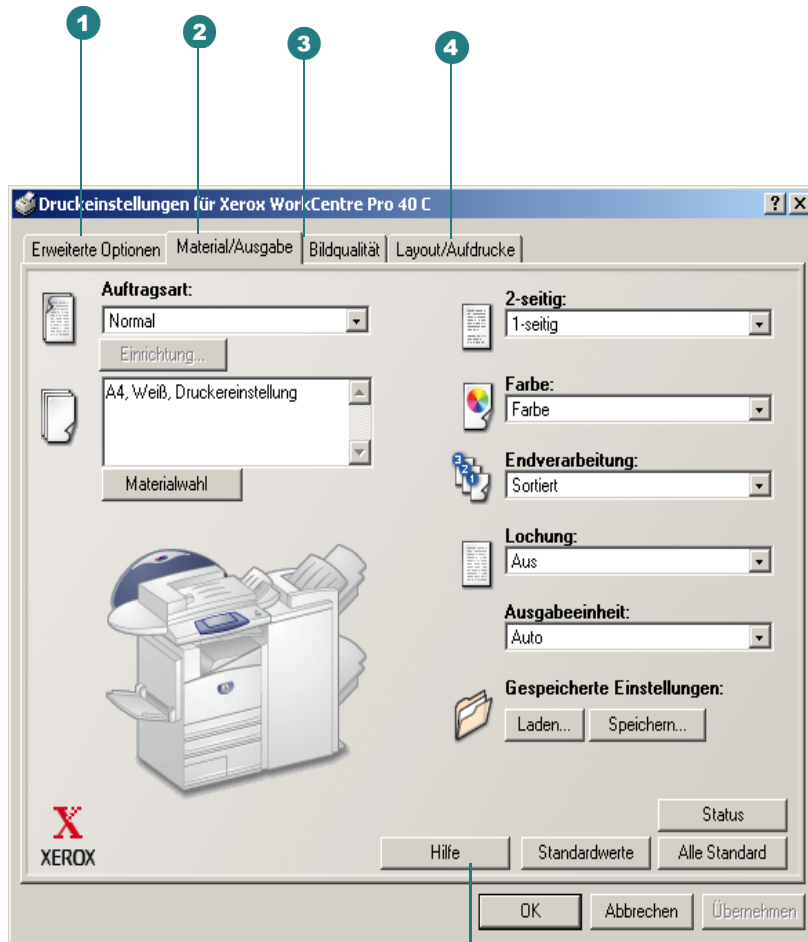 1
2
3
4
Druckeinstellungen für Xerox WorkCentre Pro 40 C
Erweiterte Optionen
Material/Ausgabe
Bildqualität
Layout/Aufdrucke
Auftragsart:
Normal
Einrichtung...
A4, Weiß, Druckereinstellung
Materialwahl
2-seitig:
1-seitig
Farbe:
Farbe
Endverarbeitung:
Sortiert
Lochung:
Aus
Ausgabeeinheit:
Auto
Gespeicherte Einstellungen:
Laden...
Speichern...
X
XEROX
Status
Hilfe
Standardwerte
Alle Standard
OK
Abbrechen
Übernehmen